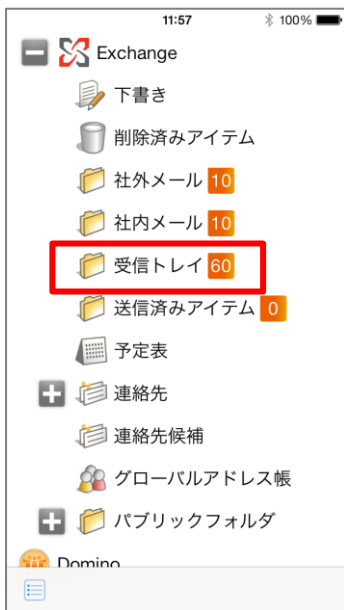 11:57 100%
Exchange
下書き
削除済みアイテム
社外メール 10
社内メール 10
受信トレイ 60
送信済みアイテム 0
予定表
連絡先
連絡先候補
グローバルアドレス帳
パブリックフォルダ
Domino